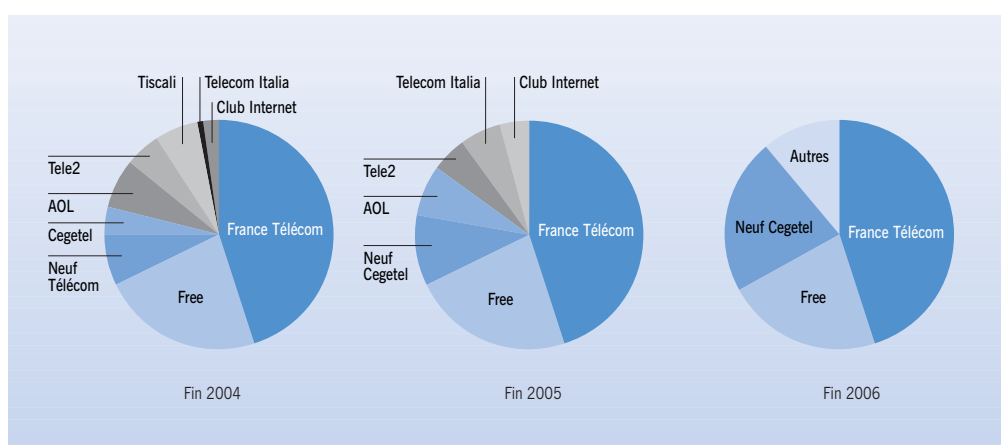 Tiscali
Telecom Italia
Club Internet
Tele2
AOL
Cegetel
Neuf
Télécom
Free
France Télécom
Fin 2004
Telecom Italia
Club Internet
Tele2
AOL
Neuf
Cegetel
Free
France Télécom
Fin 2005
Autres
Neuf Cegetel
France Télécom
Free
Fin 2006